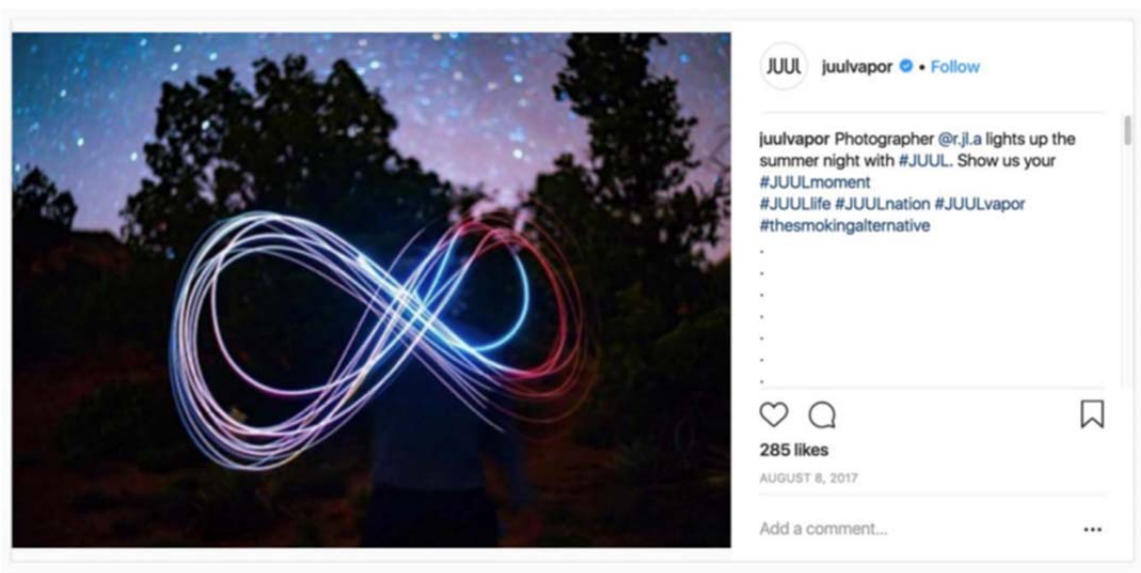 JUUL juulvapor • Follow
juulvapor Photographer @r.jl.a lights up the
summer night with #JUUL. Show us your
#JUULmoment
#JUULlife #JUULnation #JUULvapor
#thesmokingalternative
.
.
.
.
.
.
.
285 likes
AUGUST 8, 2017
Add a comment...